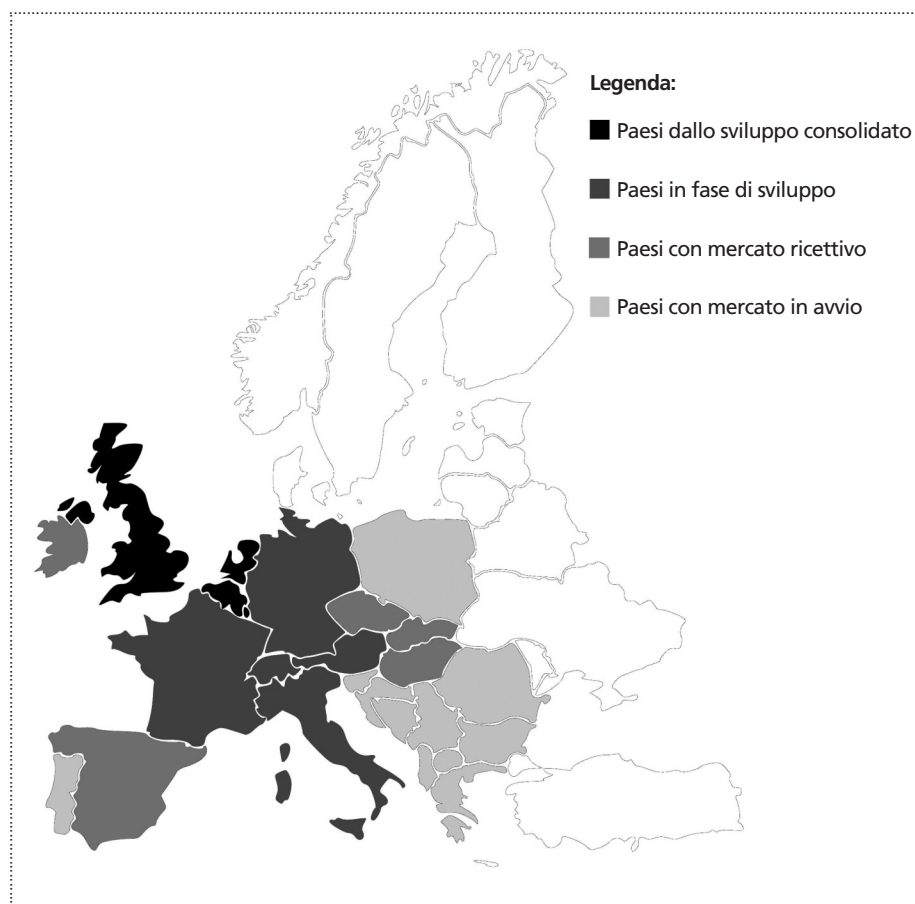 Legenda:
Paesi dallo sviluppo consolidato
Paesi in fase di sviluppo
Paesi con mercato ricettivo
Paesi con mercato in avvio